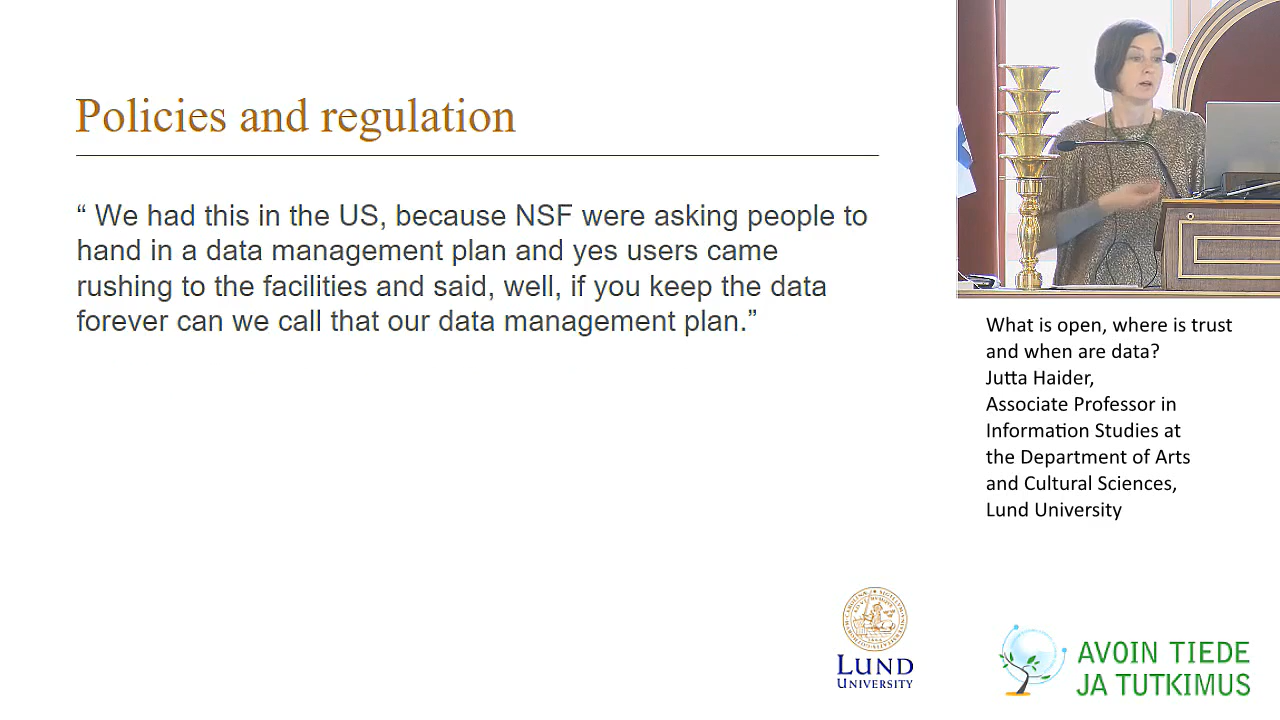 Policies and regulation
“ We had this in the US, because NSF were asking people to
hand in a data management plan and yes users came
rushing to the facilities and said, well, if you keep the data
forever can we call that our data management plan.”
What is open, where is trust
and when are data?
Jutta Haider,
Associate Professor in
Information Studies at
the Department of Arts
and Cultural Sciences,
Lund University
LUND
UNIVERSITY
AVOIN TIEDE
JA TUTKIMUS